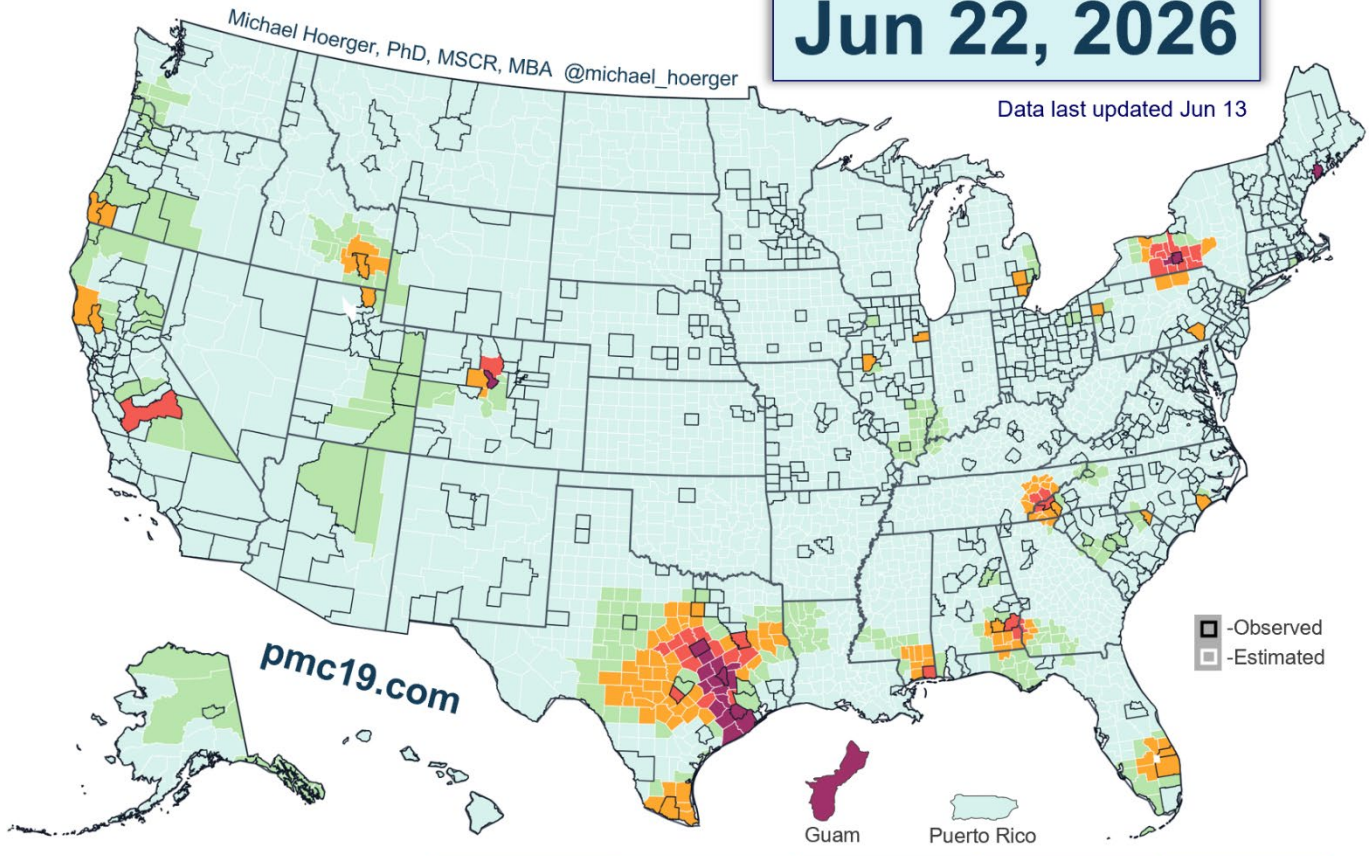 Jun 22, 2026
Michael Hoerger, PhD, MSCR, MBA @michael_hoerger
Data last updated Jun 13
-Observed
-Estimated
pmc19.com
Guam
Puerto Rico